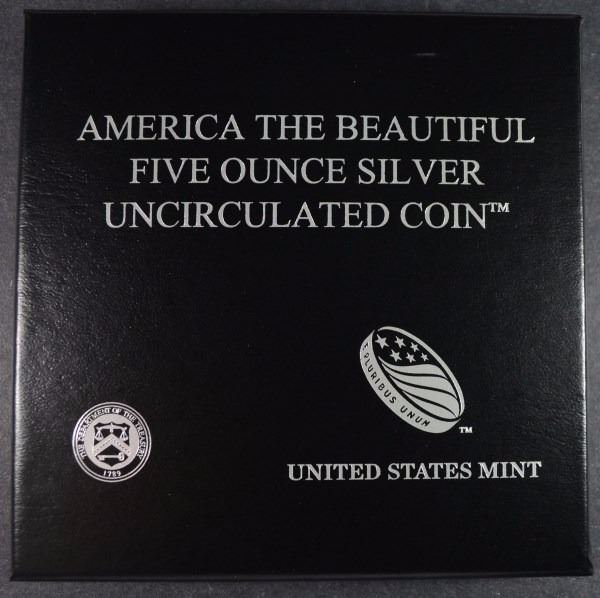 AMERICA THE BEAUTIFUL
FIVE OUNCE SILVER
UNCIRCULATED COIN™
E PLURIBUS UNUM
TM
THE DEPARTMENT OF THE TREASURY
1789
UNITED STATES MINT